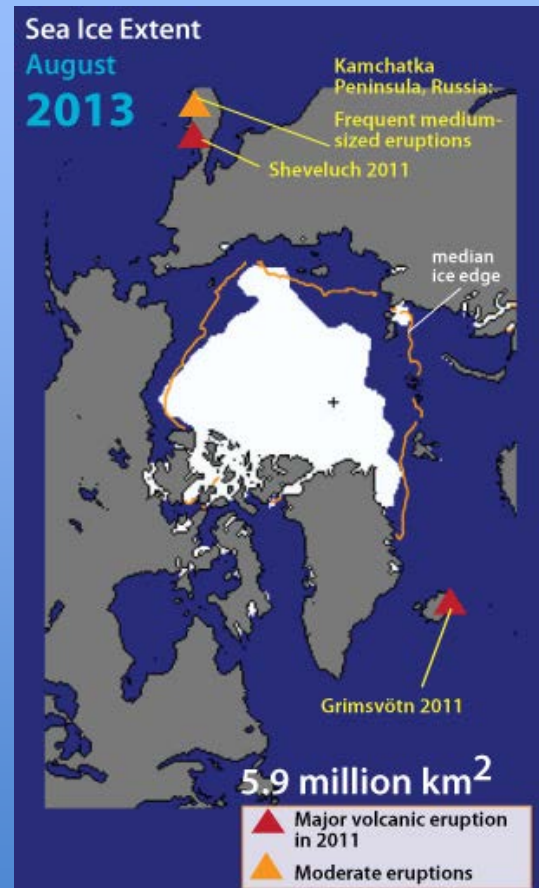 Sea Ice Extent
August
2013
Kamchatka
Peninsula, Russia:
Frequent medium-
sized eruptions
Sheveluch 2011
median
ice edge
+
Grimsvötn 2011
5.9 million km²
Major volcanic eruption
in 2011
Moderate eruptions